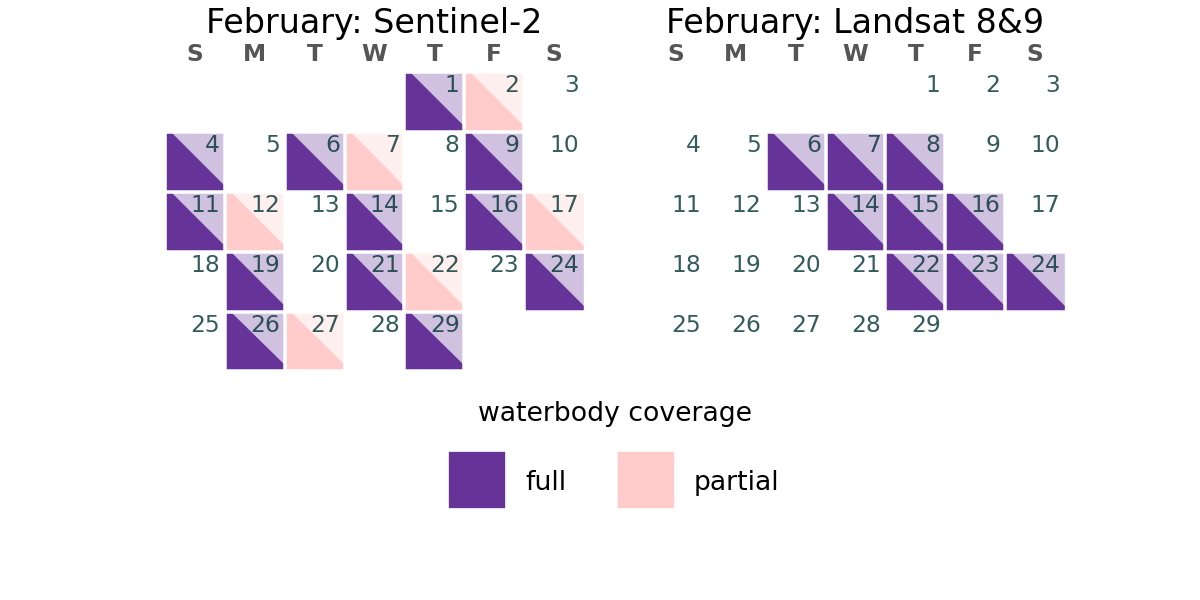 February: Sentinel-2
S M T W T F S
1 2 3
4 5 6 7 8 9 10
11 12 13 14 15 16 17
18 19 20 21 22 23 24
25 26 27 28 29
February: Landsat 8&9
S M T W T F S
1 2 3
4 5 6 7 8 9 10
11 12 13 14 15 16 17
18 19 20 21 22 23 24
25 26 27 28 29
waterbody coverage
full
partial